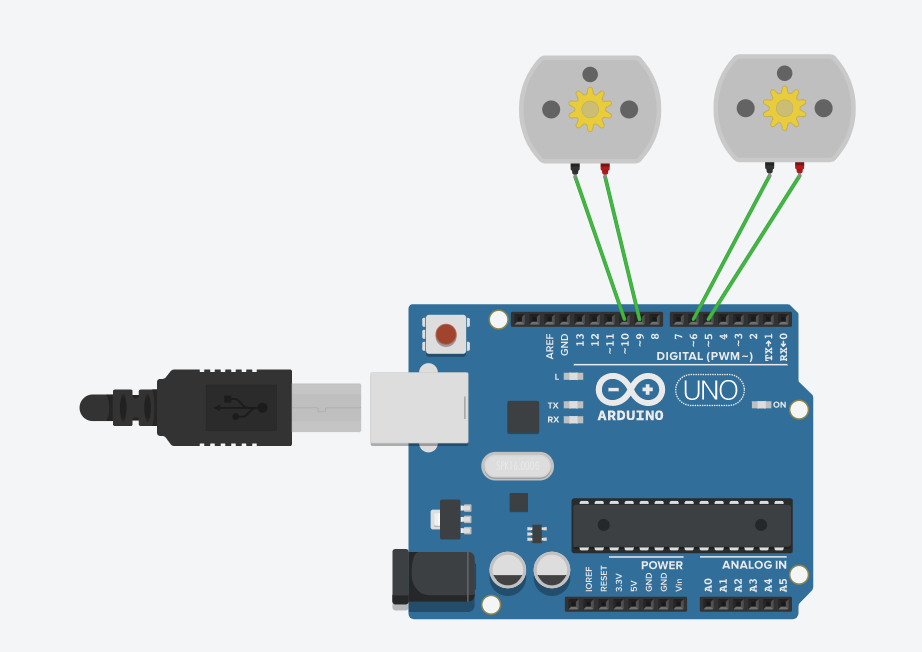 AREF
GND
13
12
~11
~10
~9
8
7
~6
~5
4
~3
2
TX→1
RX←0
DIGITAL (PWM~)
L
TX
RX
UNO
ARDUINO
ON
POWER
ANALOG IN
IOREF
RESET
3.3V
5V
GND
GND
Vin
A0
A1
A2
A3
A4
A5